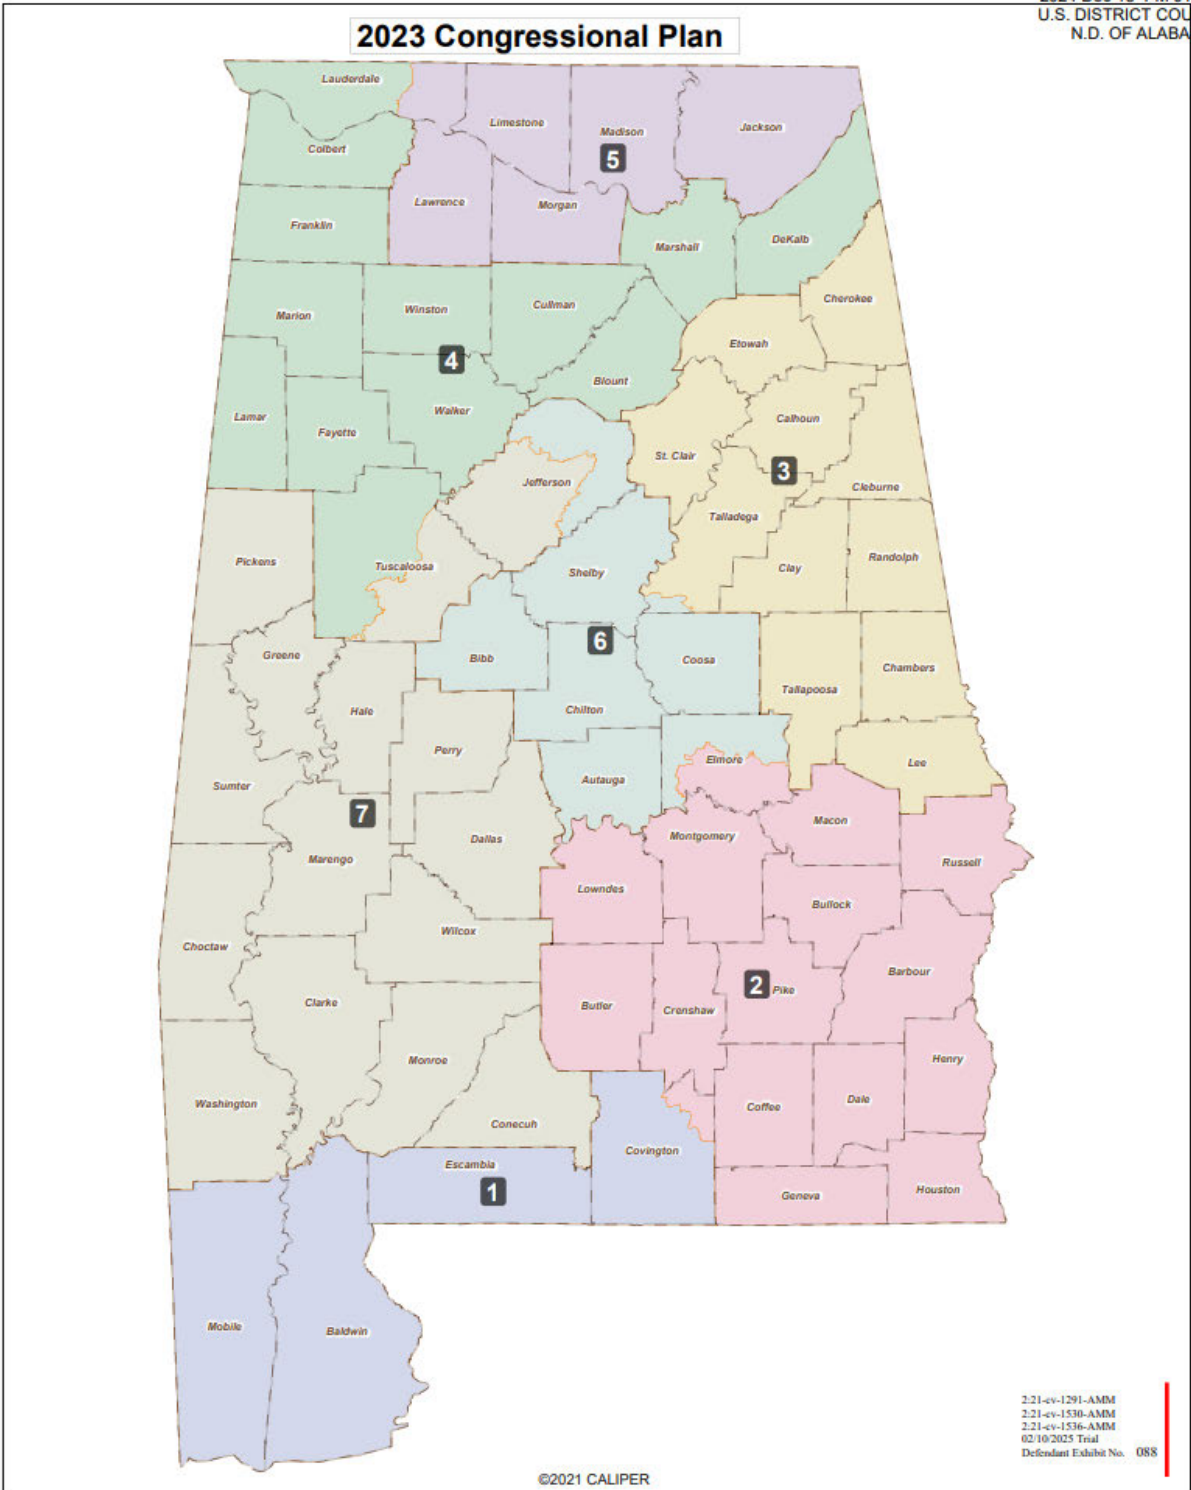 U.S. DISTRICT COU
N.D. OF ALABA
2023 Congressional Plan
Lauderdale
Limestone
Madison
Jackson
5
Colbert
Lawrence
Morgan
Franklin
Marshall
DeKalb
Cherokee
Marion
Winston
Cullman
Etowah
4
Blount
Lamar
Fayette
Walker
Calhoun
St. Clair
3
Jefferson
Cleburne
Talladega
Pickens
Tuscaloosa
Shelby
Clay
Randolph
Greene
Bibb
6
Coosa
Chambers
Tallapoosa
Hale
Chilton
Perry
Elmore
Lee
Sumter
Autauga
7
Dallas
Montgomery
Macon
Marengo
Russell
Lowndes
Bullock
Choctaw
Wilcox
Barbour
Clarke
Butler
Crenshaw
2
Pike
Monroe
Henry
Washington
Conecuh
Coffee
Dale
Escambia
Covington
1
Geneva
Houston
Mobile
Baldwin
2:21-cv-1291-AMM
2:21-cv-1530-AMM
2:21-cv-1536-AMM
02/10/2025 Trial
Defendant Exhibit No. 088
©2021 CALIPER